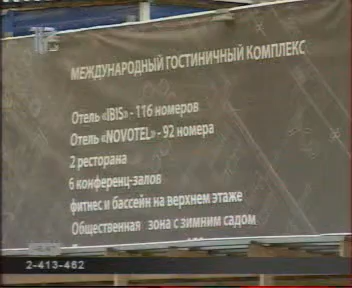 МЕЖДУНАРОДНЫЙ ГОСТИНИЧНЫЙ КОМПЛЕКС
Отель «IBIS» - 116 номеров
Отель «NOVOTEL» - 92 номера
2 ресторана
6 конференц-залов
фитнес и бассейн на верхнем этаже
Общественная зона с зимним садом
2-413-462